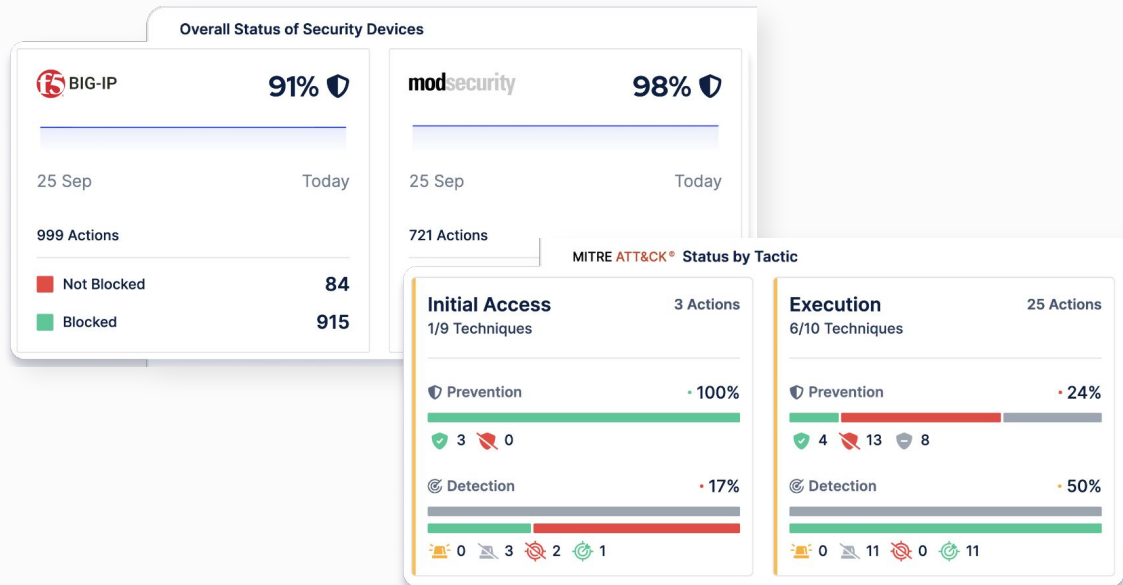 Overall Status of Security Devices
f5 BIG-IP
91%
25 Sep Today
999 Actions
Not Blocked 84
Blocked 915
modsecurity
98%
25 Sep Today
721 Actions
MITRE ATT&CK® Status by Tactic
Initial Access 3 Actions
1/9 Techniques
Prevention 100%
3 0
Detection 17%
0 3 2 1
Execution 25 Actions
6/10 Techniques
Prevention 24%
4 13 8
Detection 50%
0 11 0 11